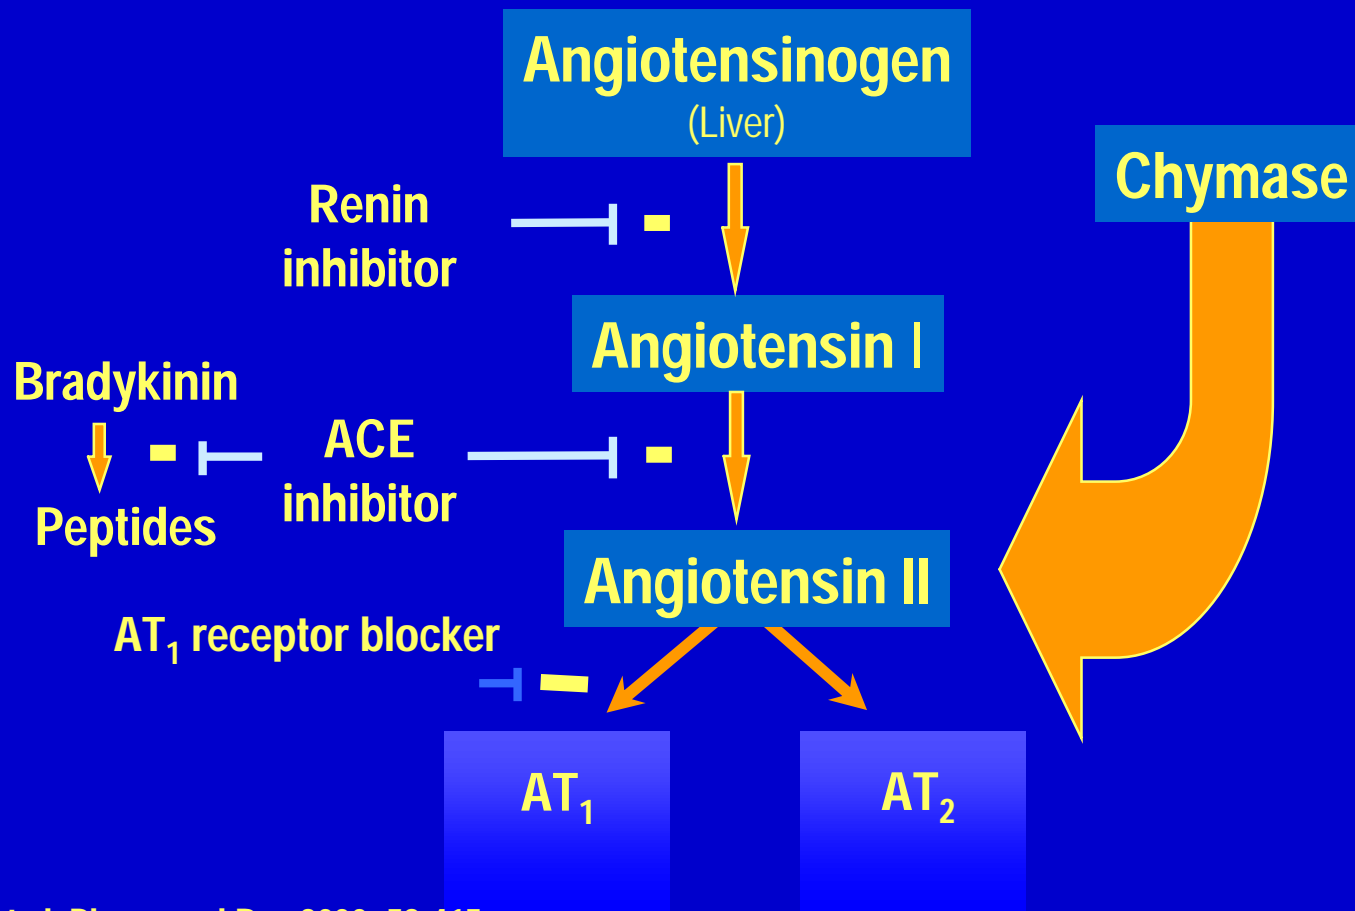 Angiotensinogen
(Liver)
Chymase
Renin
inhibitor
Angiotensin I
Bradykinin
ACE
inhibitor
Peptides
Angiotensin II
AT₁ receptor blocker
AT₁
AT₂